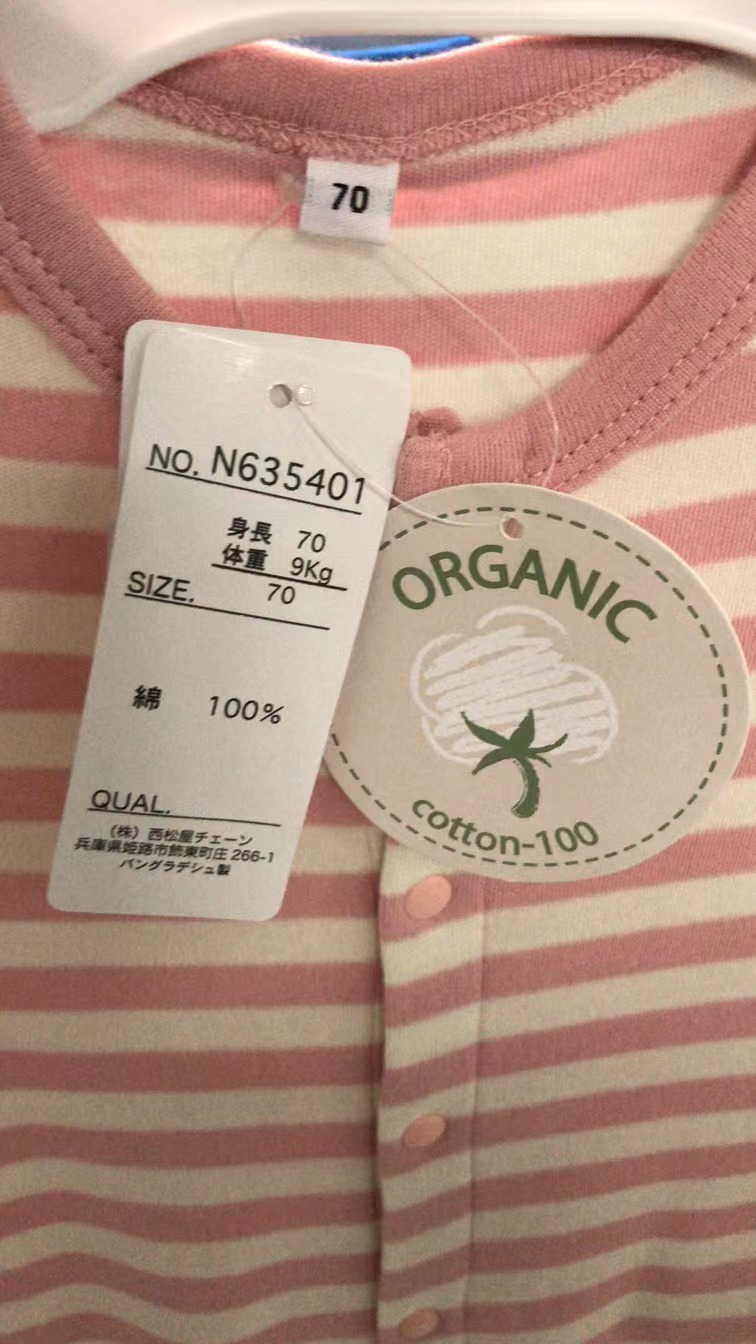 70
NO. N635401
身長 70
体重 9Kg
SIZE. 70
綿 100%
QUAL.
(株) 西松屋チェーン
兵庫県姫路市飾東町庄 266-1
バングラデシュ製
ORGANIC
cotton-100